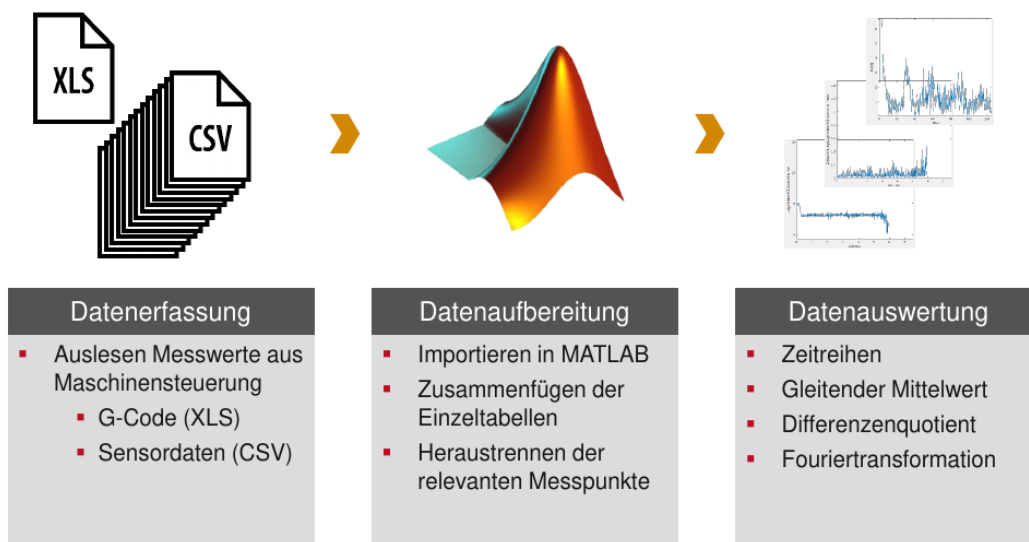 XLS
CSV
Datenerfassung
Auslesen Messwerte aus
Maschinensteuerung
G-Code (XLS)
Sensordaten (CSV)
Datenaufbereitung
Importieren in MATLAB
Zusammenfügen der
Einzeltabellen
Heraustrennen der
relevanten Messpunkte
Datenauswertung
Zeitreihen
Gleitender Mittelwert
Differenzenquotient
Fouriertransformation